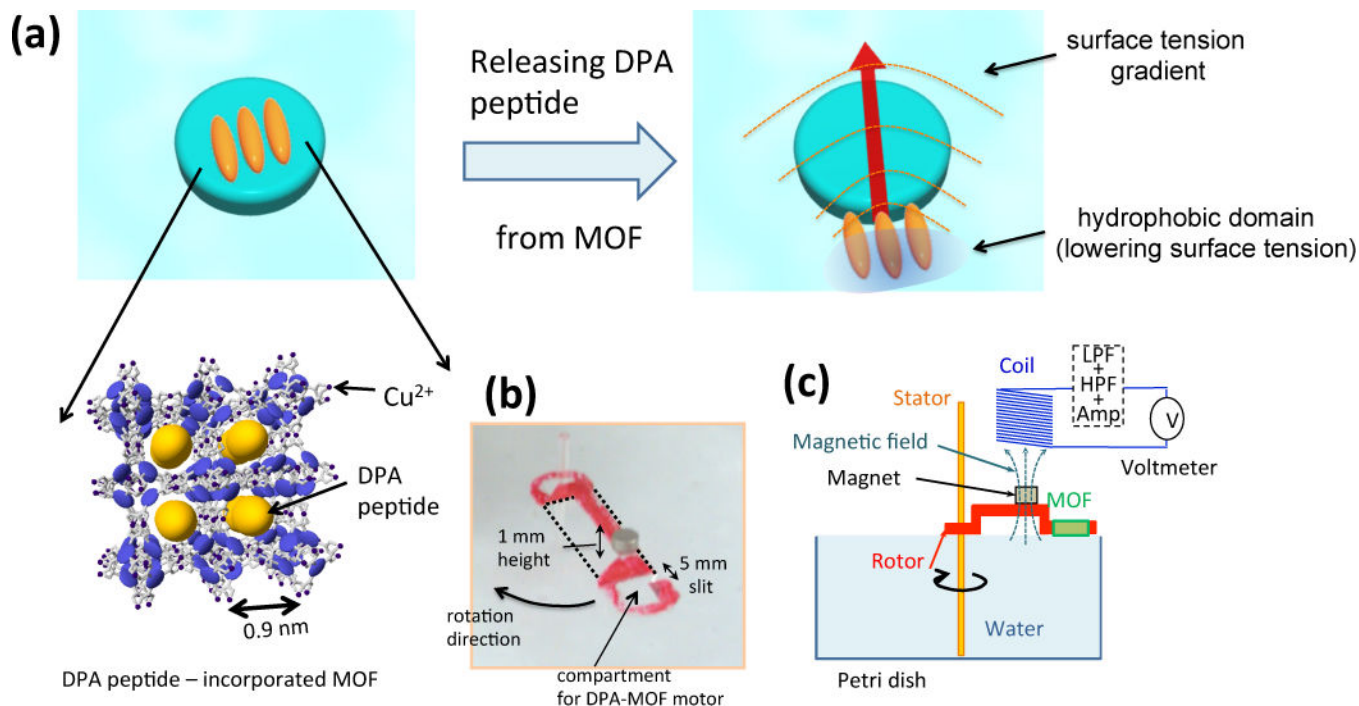 (a)
Releasing DPA
peptide
from MOF
surface tension
gradient
hydrophobic domain
(lowering surface tension)
Cu2+
DPA
peptide
0.9 nm
DPA peptide – incorporated MOF
(b)
1 mm
height
5 mm
slit
rotation
direction
compartment
for DPA-MOF motor
(c)
Coil
LPF
+
HPF
+
Amp
V
Voltmeter
Stator
Magnetic field
Magnet
MOF
Rotor
Water
Petri dish